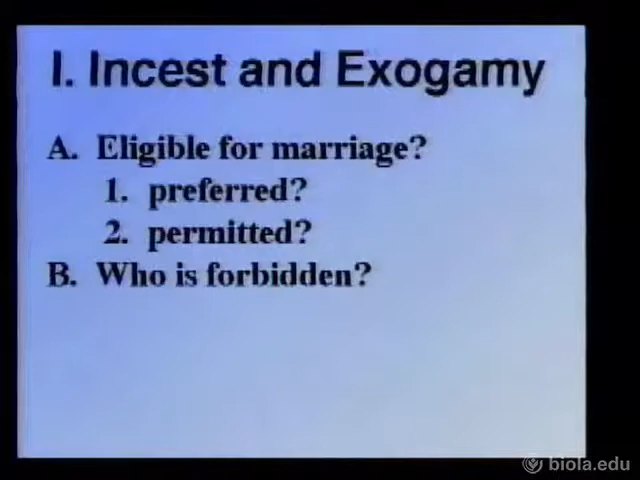 I. Incest and Exogamy
A. Eligible for marriage?
1. preferred?
2. permitted?
B. Who is forbidden?
biola.edu